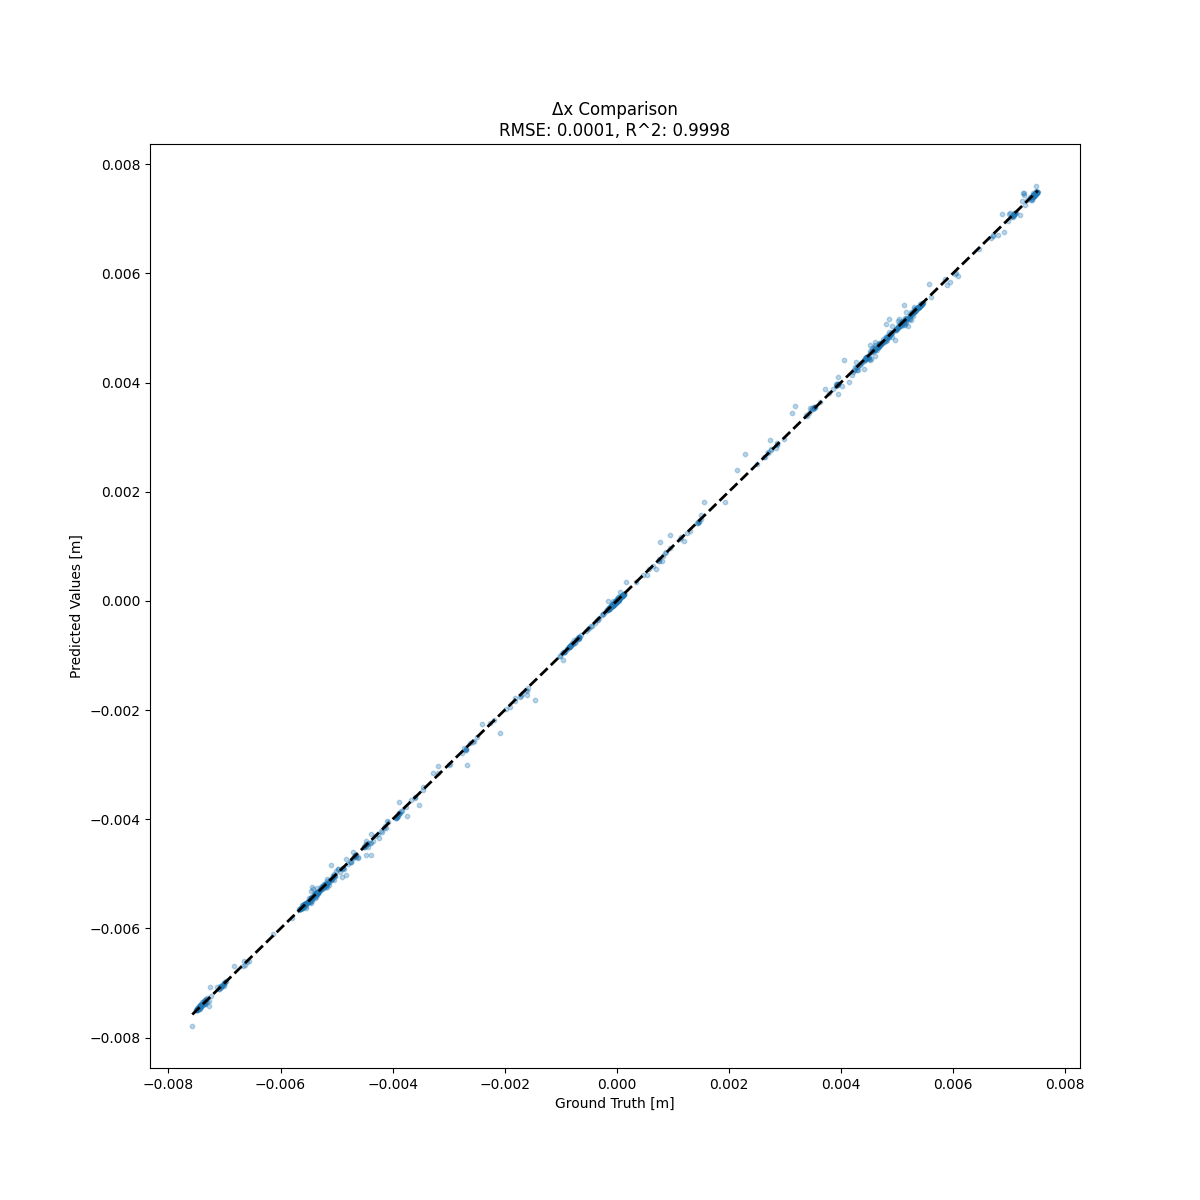 Δx Comparison
RMSE: 0.0001, R^2: 0.9998
0.008
0.006
0.004
0.002
0.000
−0.002
−0.004
−0.006
−0.008
Predicted Values [m]
−0.008 −0.006 −0.004 −0.002 0.000 0.002 0.004 0.006 0.008
Ground Truth [m]